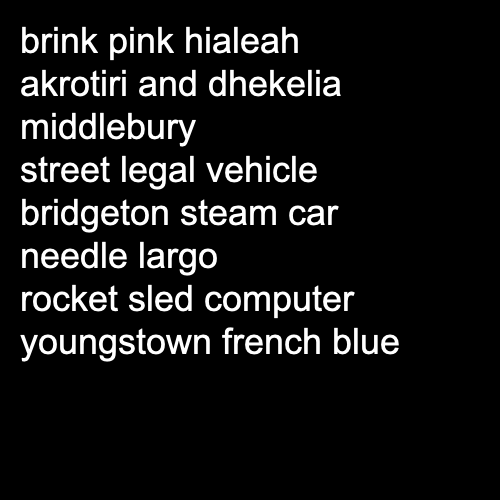 brink pink hialeah
akrotiri and dhekelia
middlebury
street legal vehicle
bridgeton steam car
needle largo
rocket sled computer
youngstown french blue